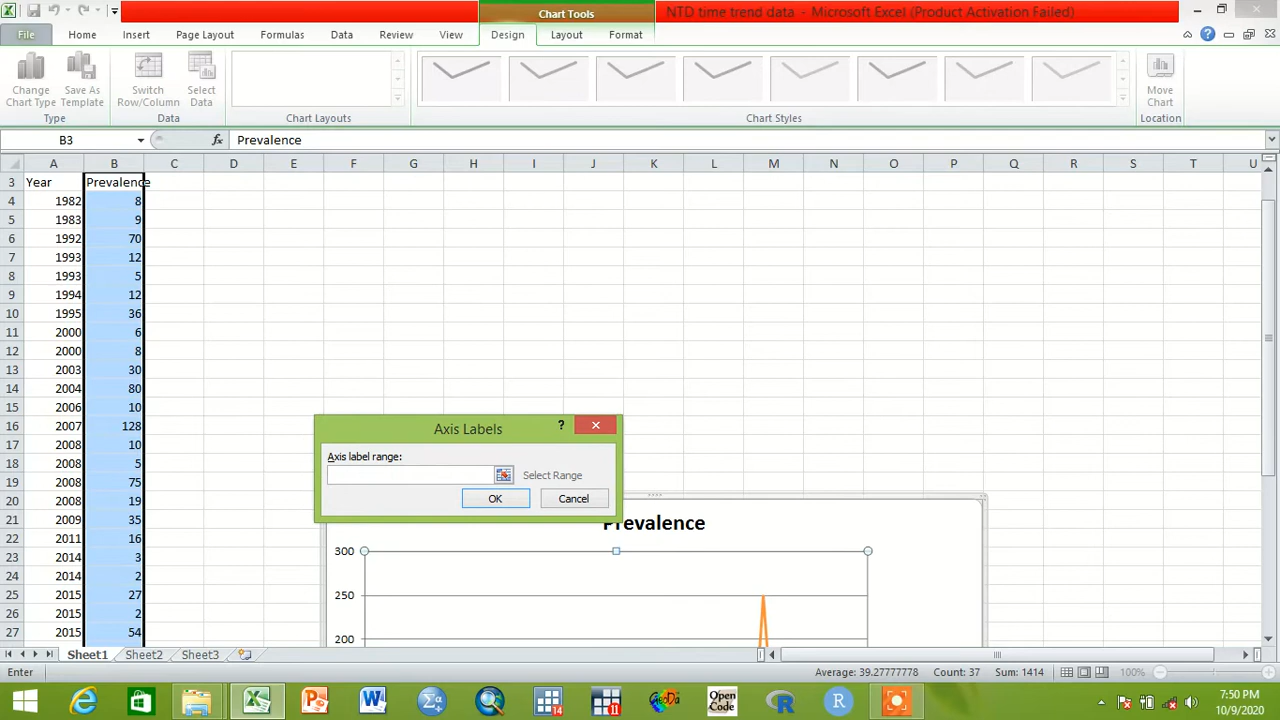 Chart Tools
NTD time trend data - Microsoft Excel (Product Activation Failed)
File Home Insert Page Layout Formulas Data Review View Design Layout Format
Change Chart Type
Save As Template
Switch Row/Column
Select Data
Move Chart
Type Data Chart Layouts Chart Styles Location
B3 fx Prevalence
A B C D E F G H I J K L M N O P Q R S T U
3 Year Prevalence
4 1982 8
5 1983 9
6 1992 70
7 1993 12
8 1993 5
9 1994 12
10 1995 36
11 2000 6
12 2000 8
13 2003 30
14 2004 80
15 2006 10
16 2007 128
17 2008 10
18 2008 5
19 2008 75
20 2008 19
21 2009 35
22 2011 16
23 2014 3
24 2014 2
25 2015 27
26 2015 2
27 2015 54
Axis Labels ?
Axis label range:
Select Range
OK Cancel
Prevalence
300
250
200
Sheet1 Sheet2 Sheet3
Enter Average: 39.27777778 Count: 37 Sum: 1414 100%
14 11 GeoDa Open Code R R
7:50 PM
10/9/2020